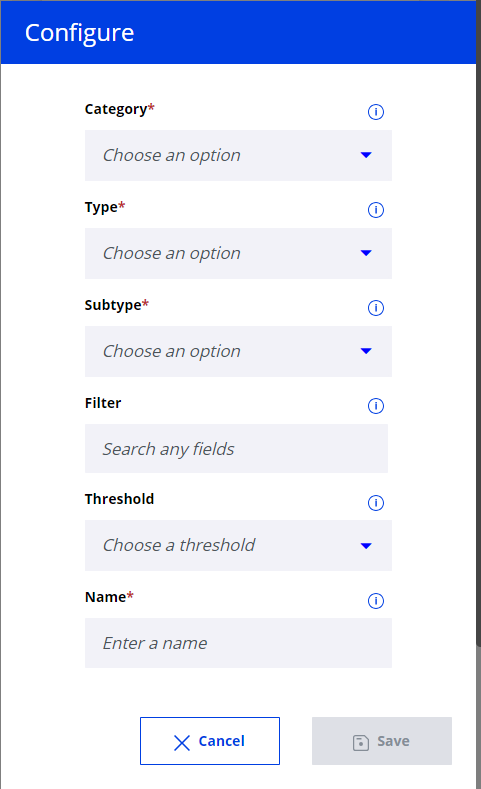 Configure
Category*
Choose an option
Type*
Choose an option
Subtype*
Choose an option
Filter
Search any fields
Threshold
Choose a threshold
Name*
Enter a name
Cancel
Save